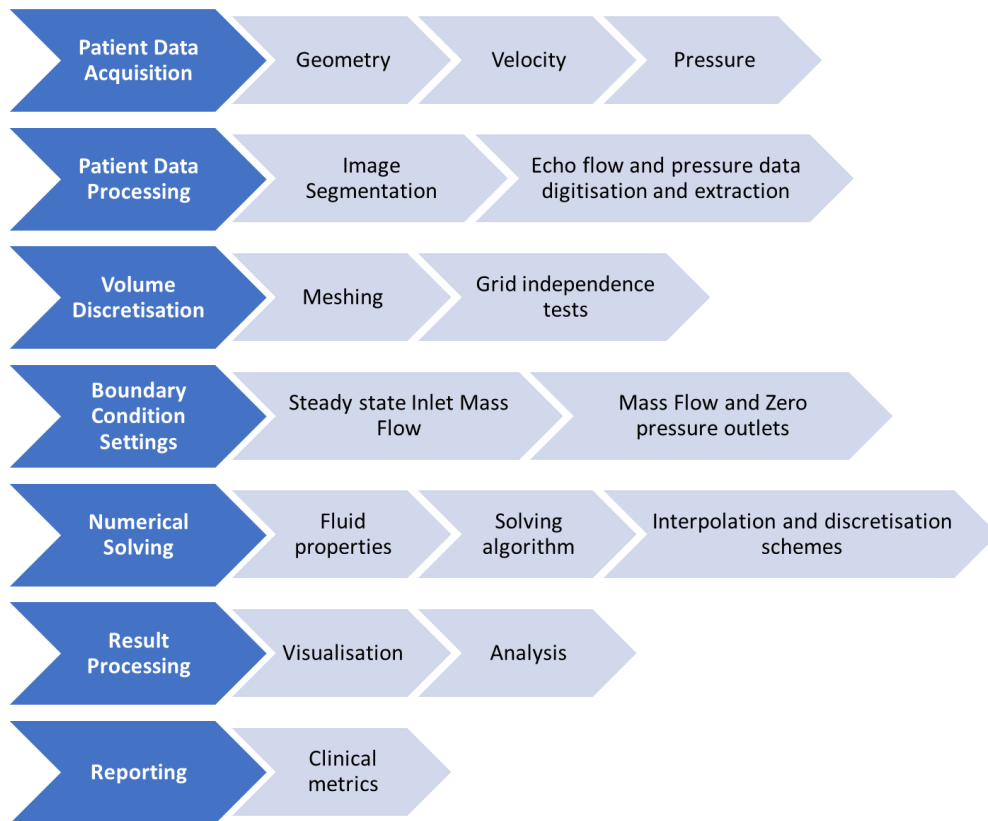 Patient Data
Acquisition
Geometry
Velocity
Pressure
Patient Data
Processing
Image
Segmentation
Echo flow and pressure data
digitisation and extraction
Volume
Discretisation
Meshing
Grid independence
tests
Boundary
Condition
Settings
Steady state Inlet Mass
Flow
Mass Flow and Zero
pressure outlets
Numerical
Solving
Fluid
properties
Solving
algorithm
Interpolation and discretisation
schemes
Result
Processing
Visualisation
Analysis
Reporting
Clinical
metrics